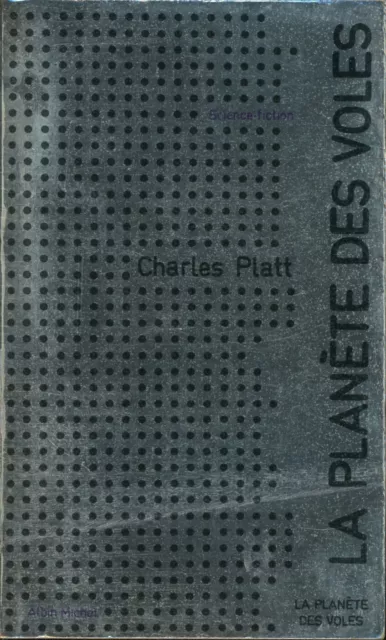 Science-fiction
LA PLANÈTE DES VOLES
Charles Platt
Albin Michel
LA PLANÈTE
DES VOLES